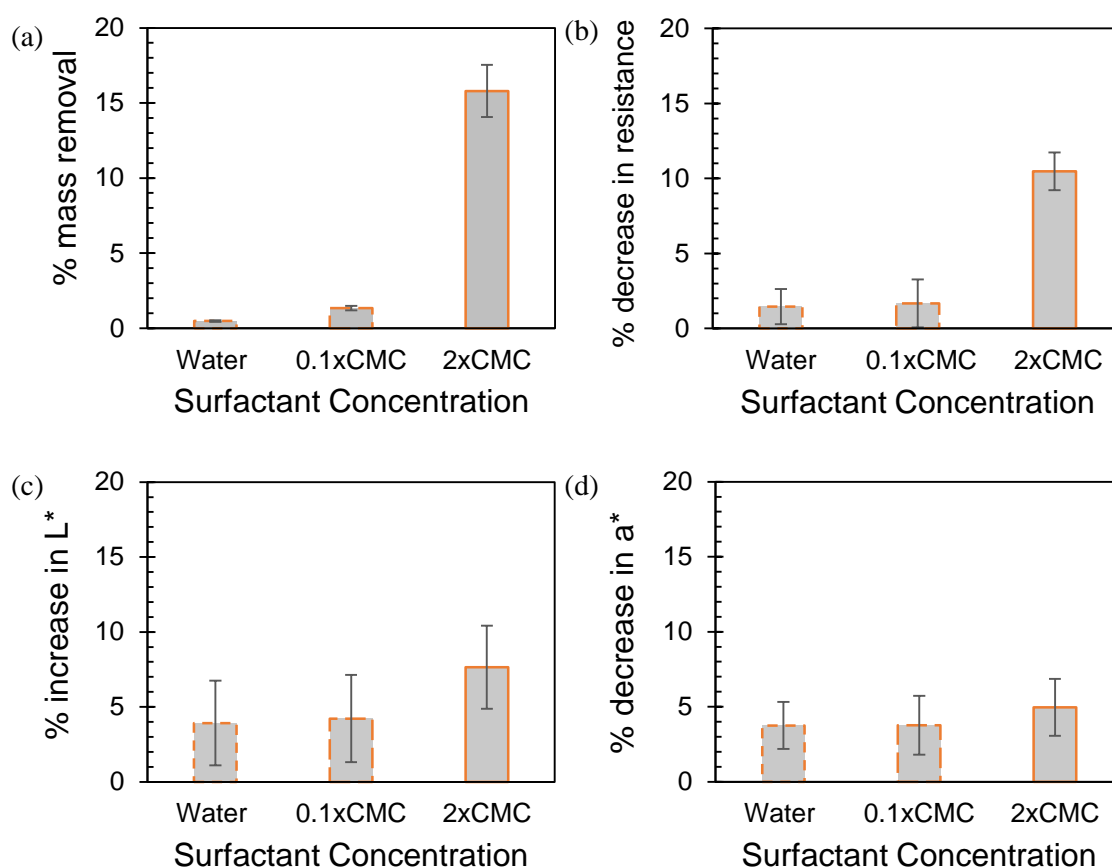 (a)
% mass removal
20
15
10
5
0
Water 0.1xCMC 2xCMC
Surfactant Concentration
(b)
% decrease in resistance
20
15
10
5
0
Water 0.1xCMC 2xCMC
Surfactant Concentration
(c)
% increase in L*
20
15
10
5
0
Water 0.1xCMC 2xCMC
Surfactant Concentration
(d)
% decrease in a*
20
15
10
5
0
Water 0.1xCMC 2xCMC
Surfactant Concentration